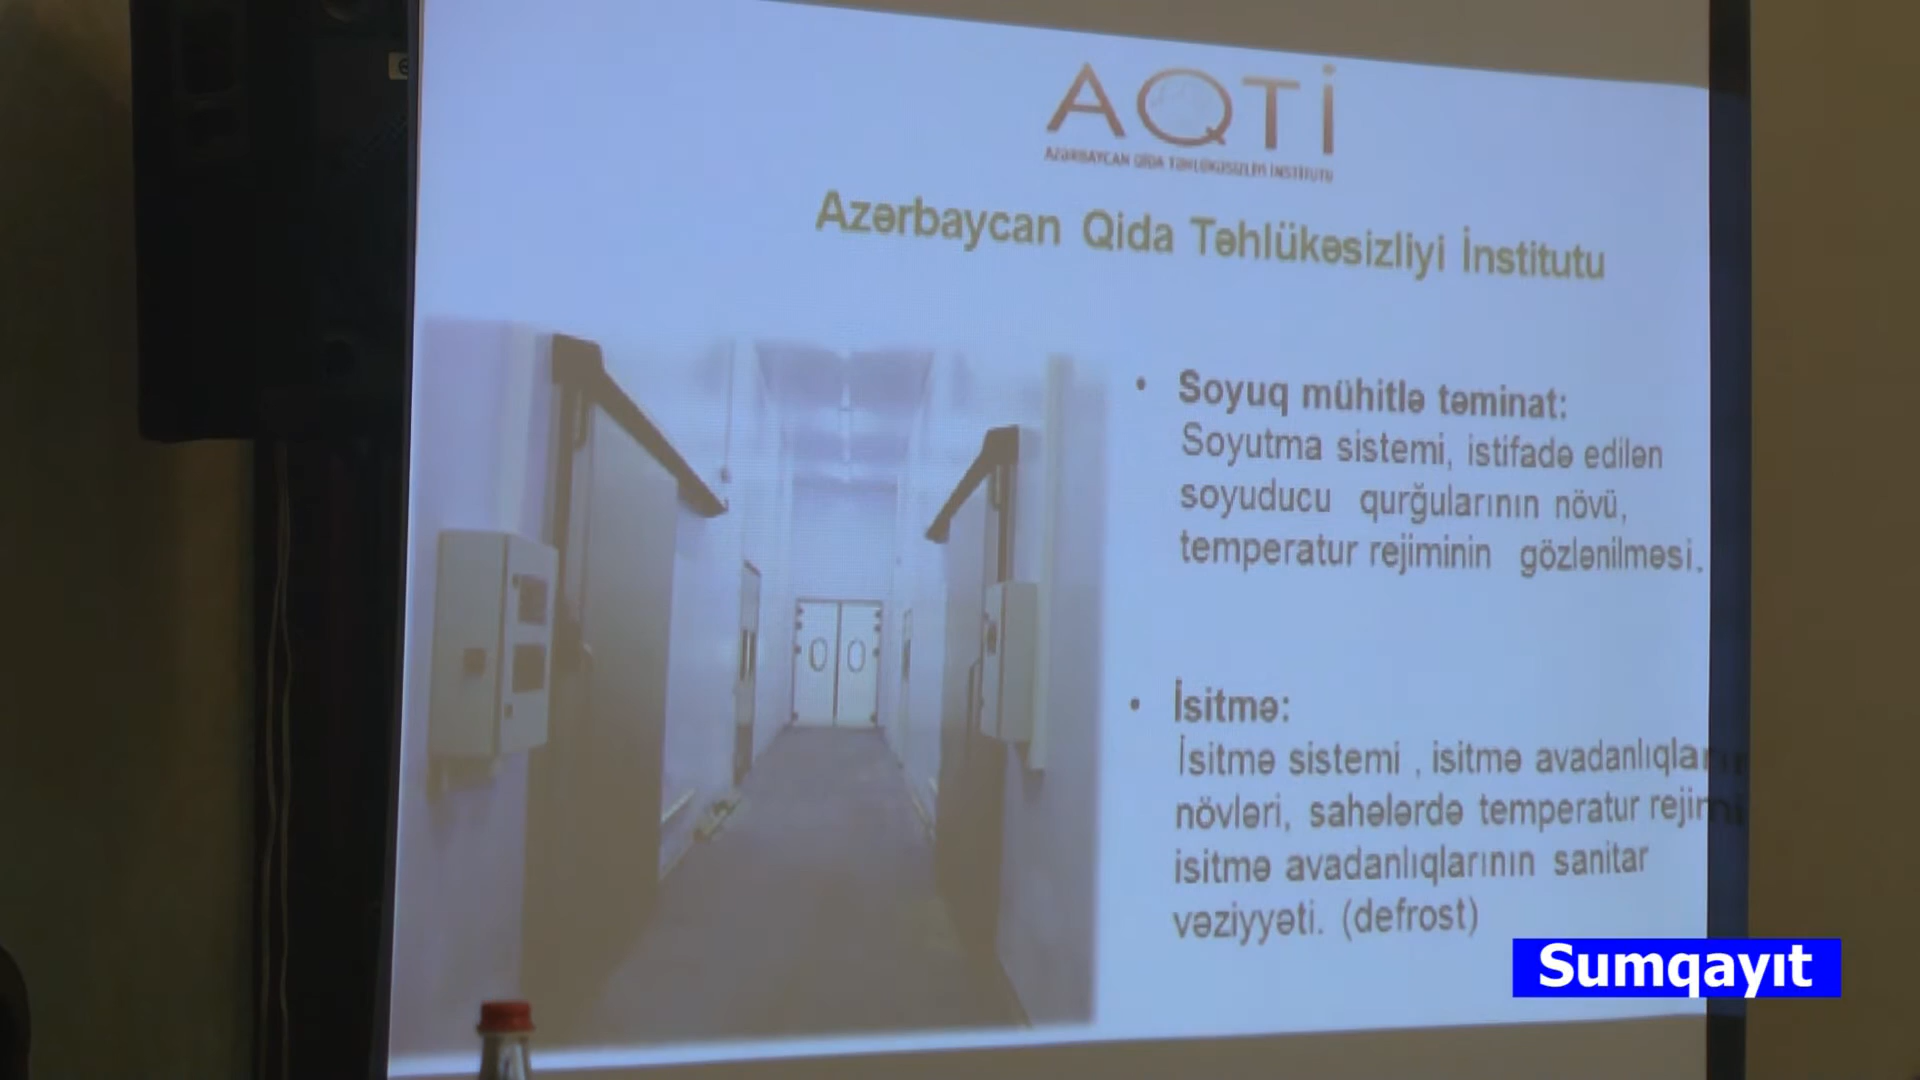 AQTİ
AZƏRBAYCAN QİDA TƏHLÜKƏSİZLİYİ İNSTİTUTU
Azərbaycan Qida Təhlükəsizliyi İnstitutu
• Soyuq mühitlə təminat:
Soyutma sistemi, istifadə edilən
soyuducu qurğularının növü,
temperatur rejiminin gözlənilməsi.
• İsitmə:
İsitmə sistemi , isitmə avadanlıqların
növləri, sahələrdə temperatur rejimi
isitmə avadanlıqlarının sanitar
vəziyyəti. (defrost)
Sumqayıt